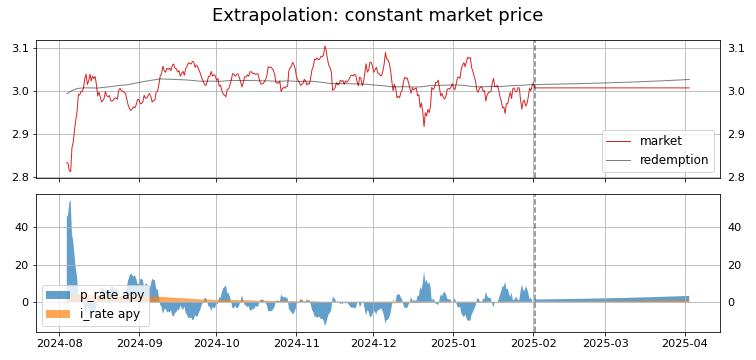 Extrapolation: constant market price
3.1 3.1
3.0 3.0
2.9 2.9
2.8 2.8
market
redemption
40 40
20 20
0 0
p_rate apy
i_rate apy
2024-08 2024-09 2024-10 2024-11 2024-12 2025-01 2025-02 2025-03 2025-04